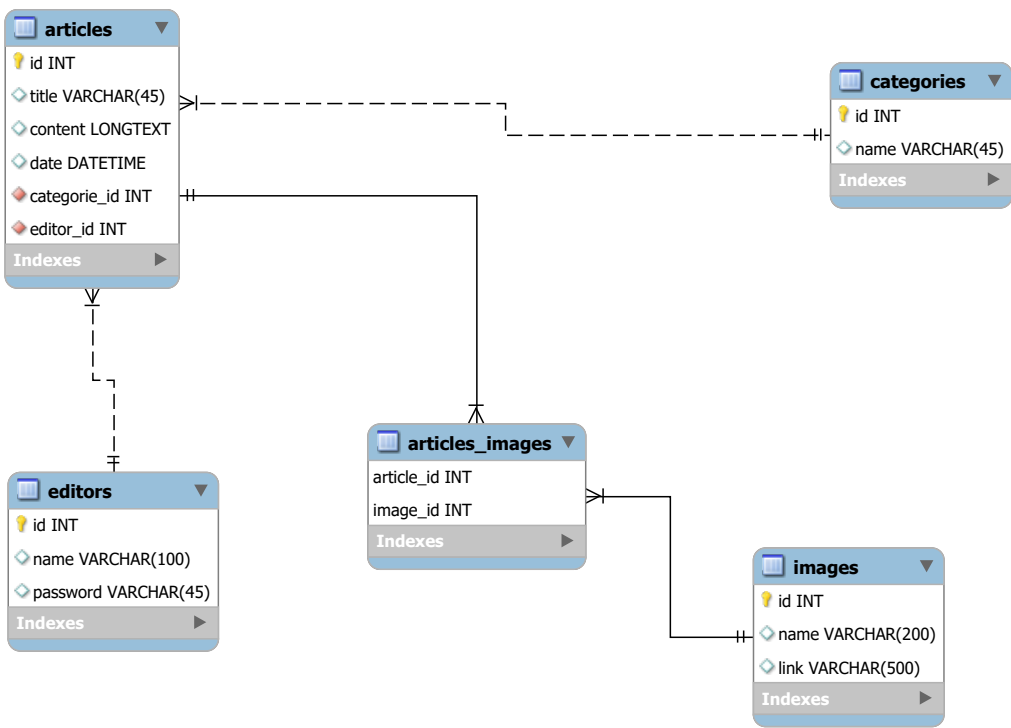 articles
id INT
title VARCHAR(45)
content LONGTEXT
date DATETIME
categorie_id INT
editor_id INT
Indexes
categories
id INT
name VARCHAR(45)
Indexes
articles_images
article_id INT
image_id INT
Indexes
editors
id INT
name VARCHAR(100)
password VARCHAR(45)
Indexes
images
id INT
name VARCHAR(200)
link VARCHAR(500)
Indexes